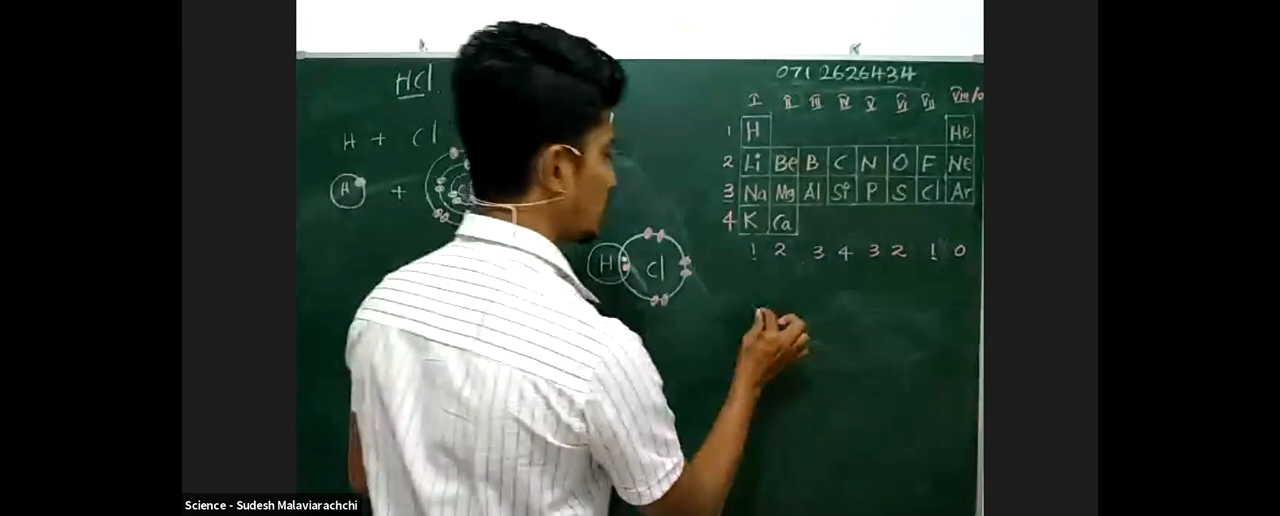 HCl.
H + Cl
H +
H Cl
071 2626434
I II III IV V VI VII VIII/0
1 H He
2 Li Be B C N O F Ne
3 Na Mg Al Si P S Cl Ar
4 K Ca
1 2 3 4 3 2 1 0
Science - Sudesh Malaviarachchi